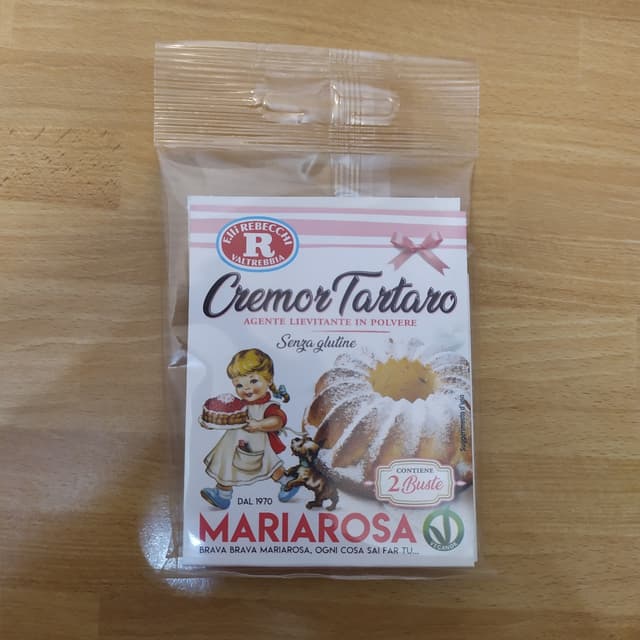 F.lli REBECCHI
R
VALTREBBIA
Cremor Tartaro
AGENTE LIEVITANTE IN POLVERE
Senza glutine
CONTIENE
2 Buste
DAL 1970
MARIAROSA
BRAVA BRAVA MARIAROSA, OGNI COSA SAI FAR TU...
VEGANOK